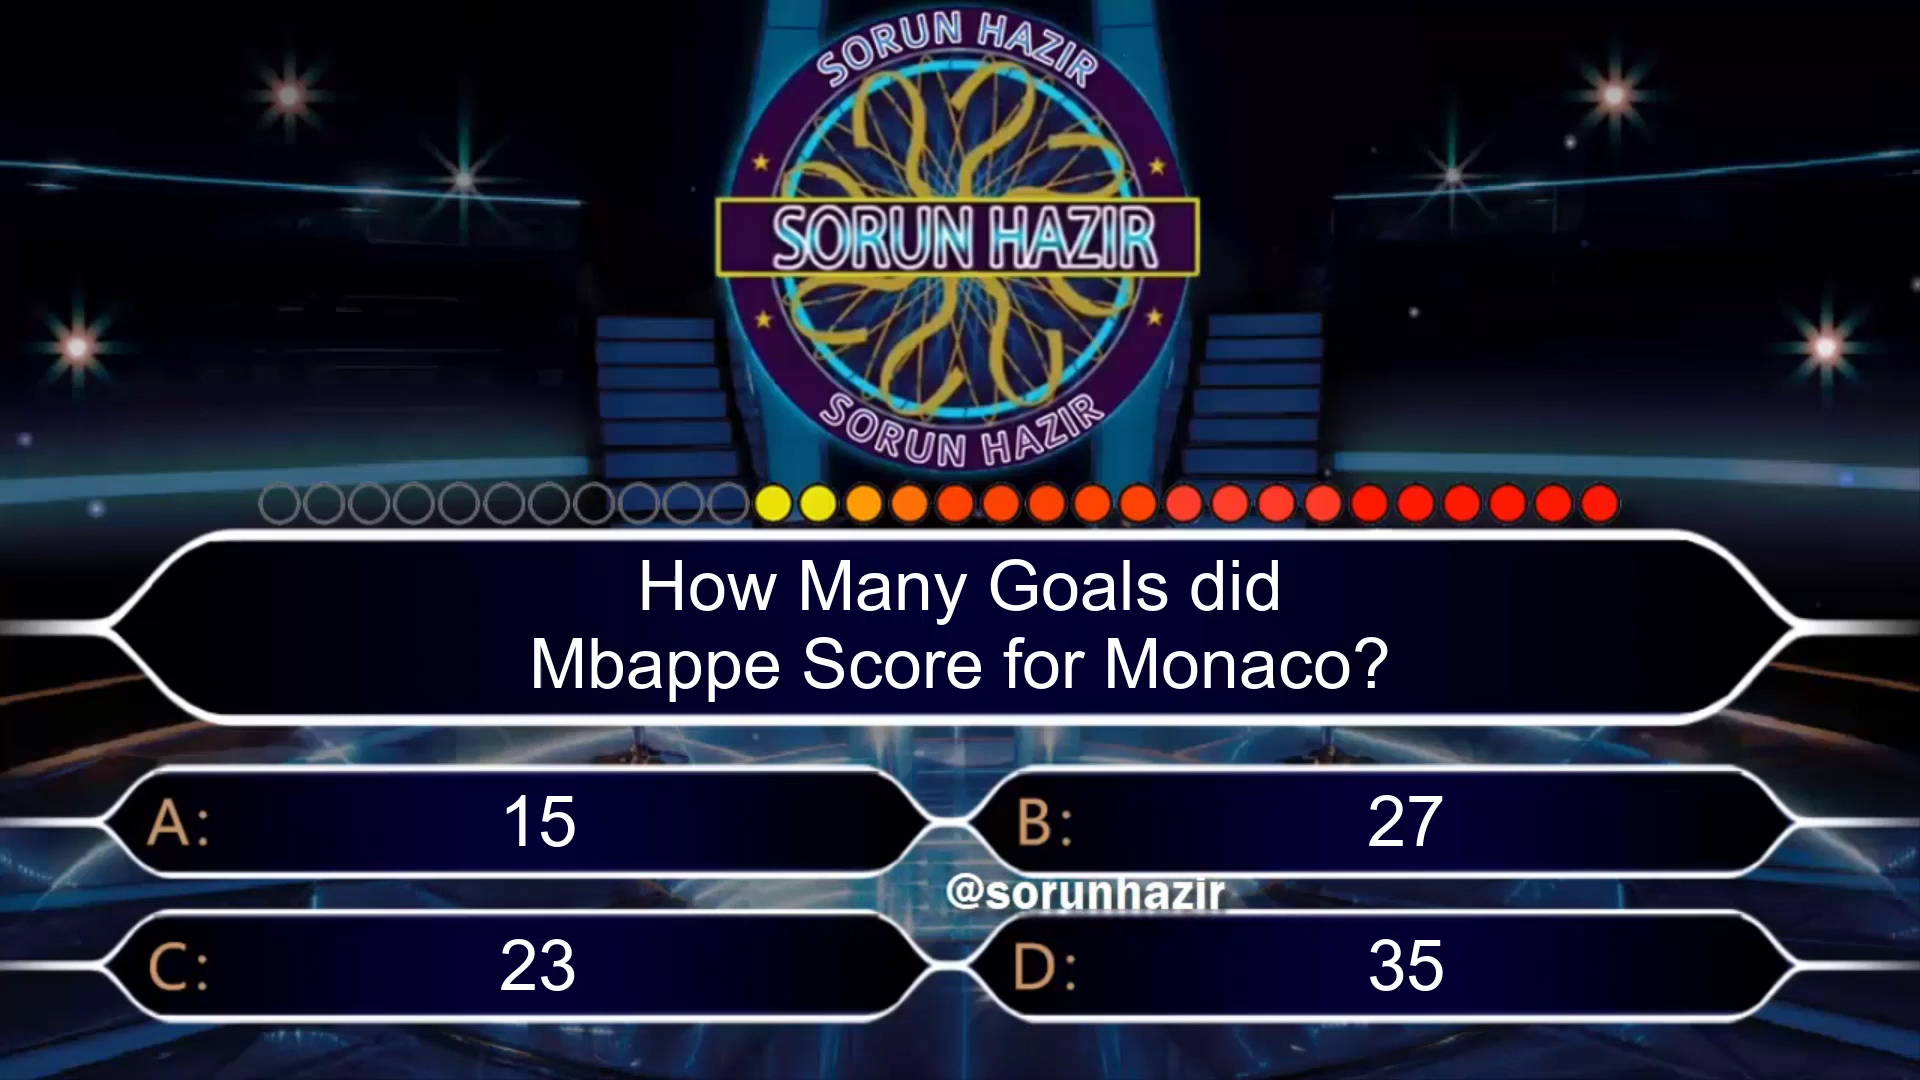 SORUN HAZIR
SORUN HAZIR
SORUN HAZIR
How Many Goals did
Mbappe Score for Monaco?
A: 15
B: 27
@sorunhazir
C: 23
D: 35